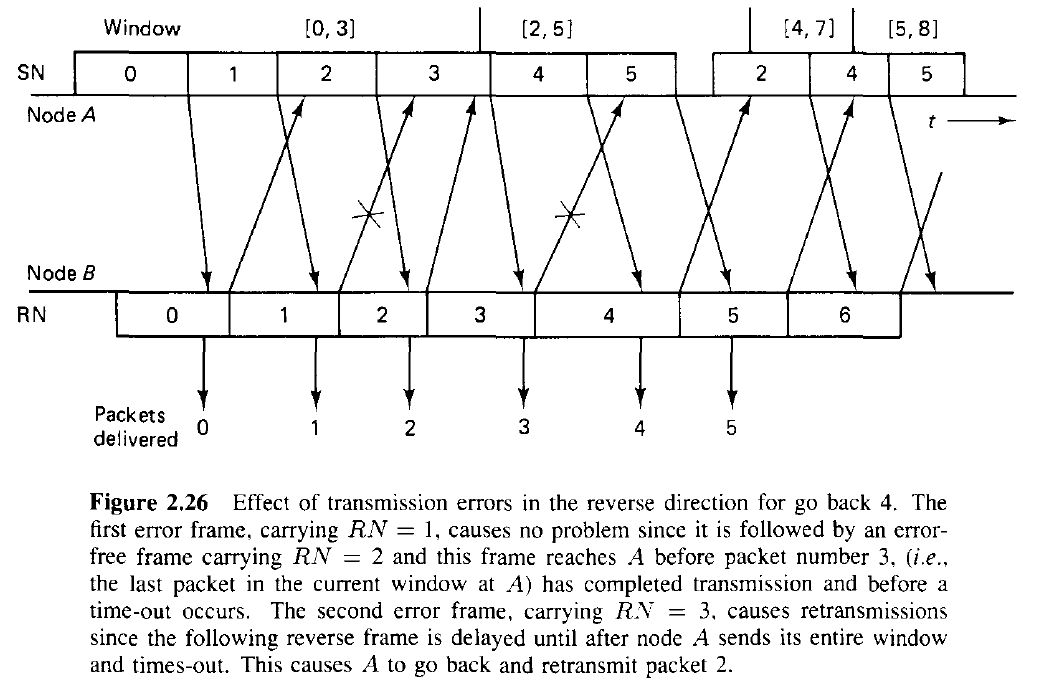 Window [0, 3] [2, 5] [4, 7] [5, 8]
SN 0 1 2 3 4 5 2 4 5
Node A
t
Node B
RN 0 1 2 3 4 5 6
Packets
delivered 0 1 2 3 4 5
Figure 2.26 Effect of transmission errors in the reverse direction for go back 4. The
first error frame, carrying RN = 1, causes no problem since it is followed by an error-
free frame carrying RN = 2 and this frame reaches A before packet number 3, (i.e.,
the last packet in the current window at A) has completed transmission and before a
time-out occurs. The second error frame, carrying RN = 3, causes retransmissions
since the following reverse frame is delayed until after node A sends its entire window
and times-out. This causes A to go back and retransmit packet 2.